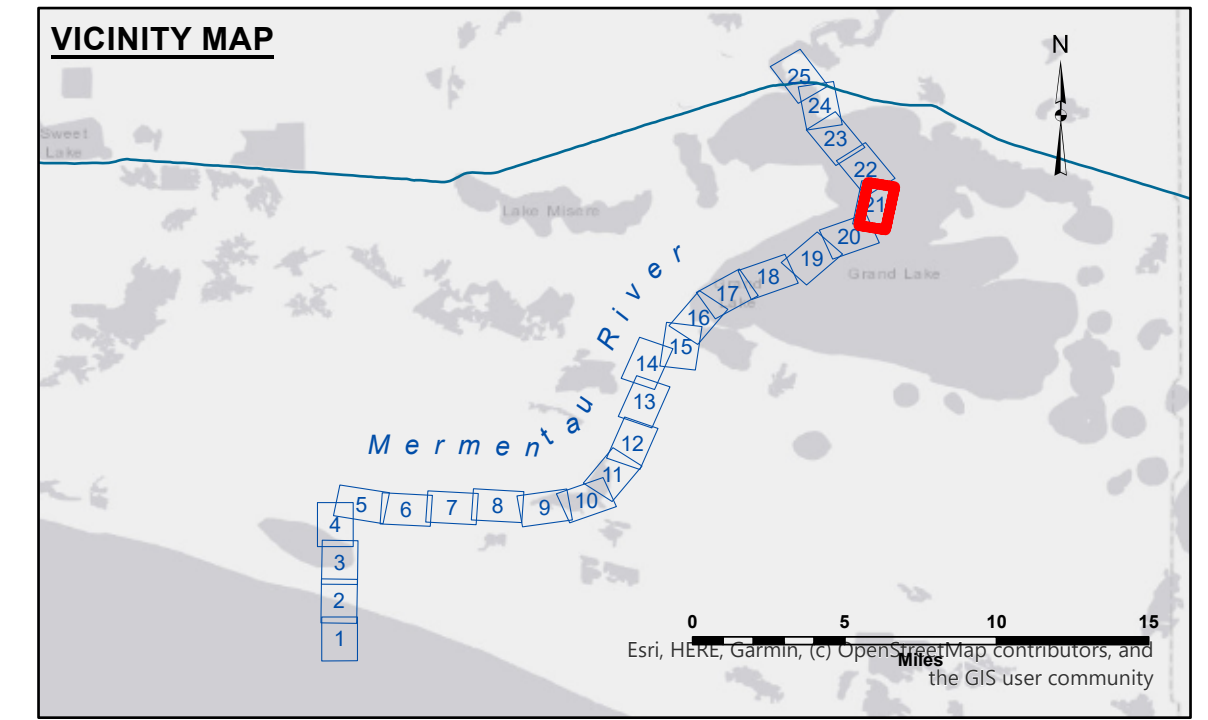 VICINITY MAP
N
25
24
23
22
21
20
19
18
17
16
15
14
13
12
11
10
9
8
7
6
5
4
3
2
1
Sweet
Lake
Lake Misere
Grand Lake
Mermentau River
0 5 10 15
Miles
Esri, HERE, Garmin, (c) OpenStreetMap contributors, and
the GIS user community